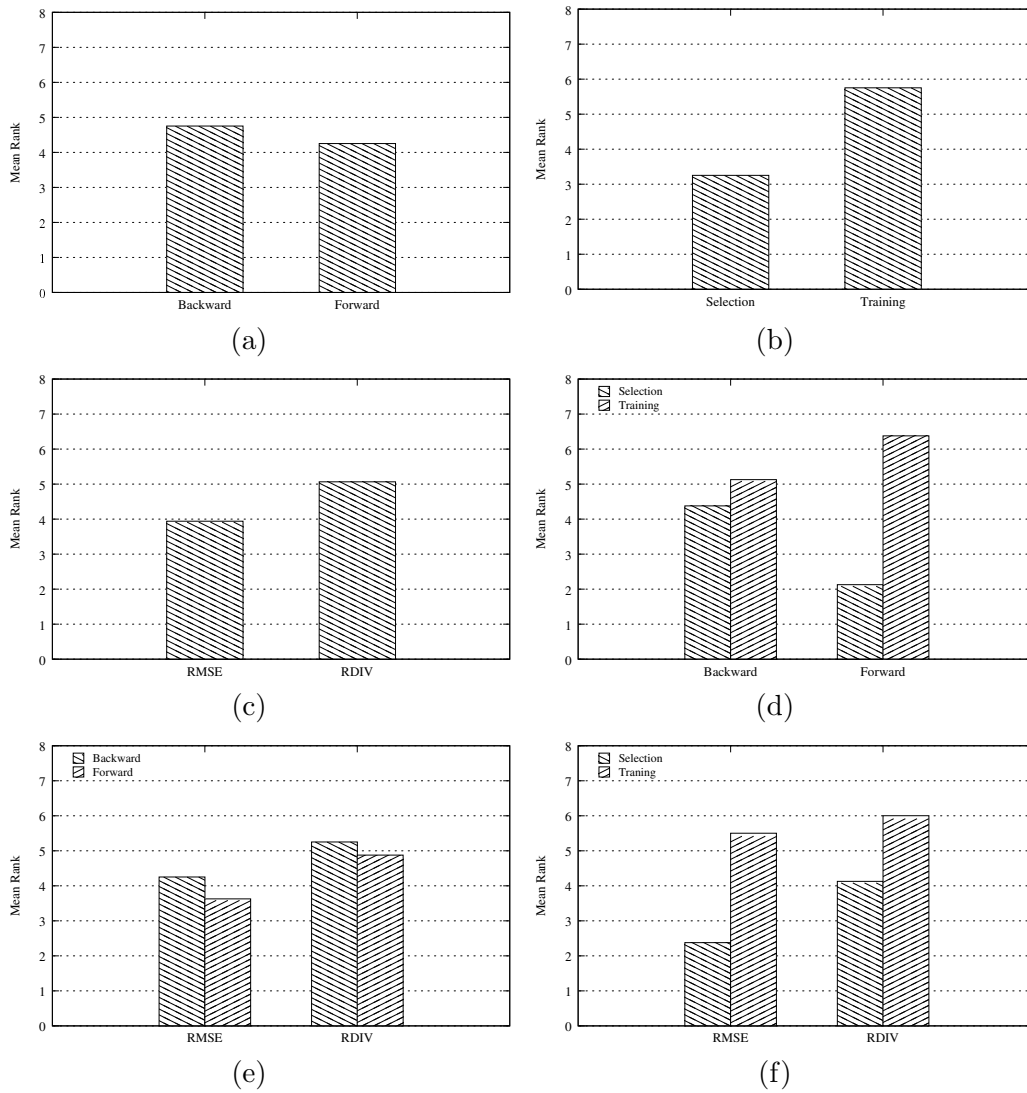 8
7
6
5
4
3
2
1
0
Mean Rank
Backward Forward
(a)
8
7
6
5
4
3
2
1
0
Mean Rank
Selection Training
(b)
8
7
6
5
4
3
2
1
0
Mean Rank
RMSE RDIV
(c)
8
7
6
5
4
3
2
1
0
Mean Rank
Selection
Training
Backward Forward
(d)
8
7
6
5
4
3
2
1
0
Mean Rank
Backward
Forward
RMSE RDIV
(e)
8
7
6
5
4
3
2
1
0
Mean Rank
Selection
Traning
RMSE RDIV
(f)